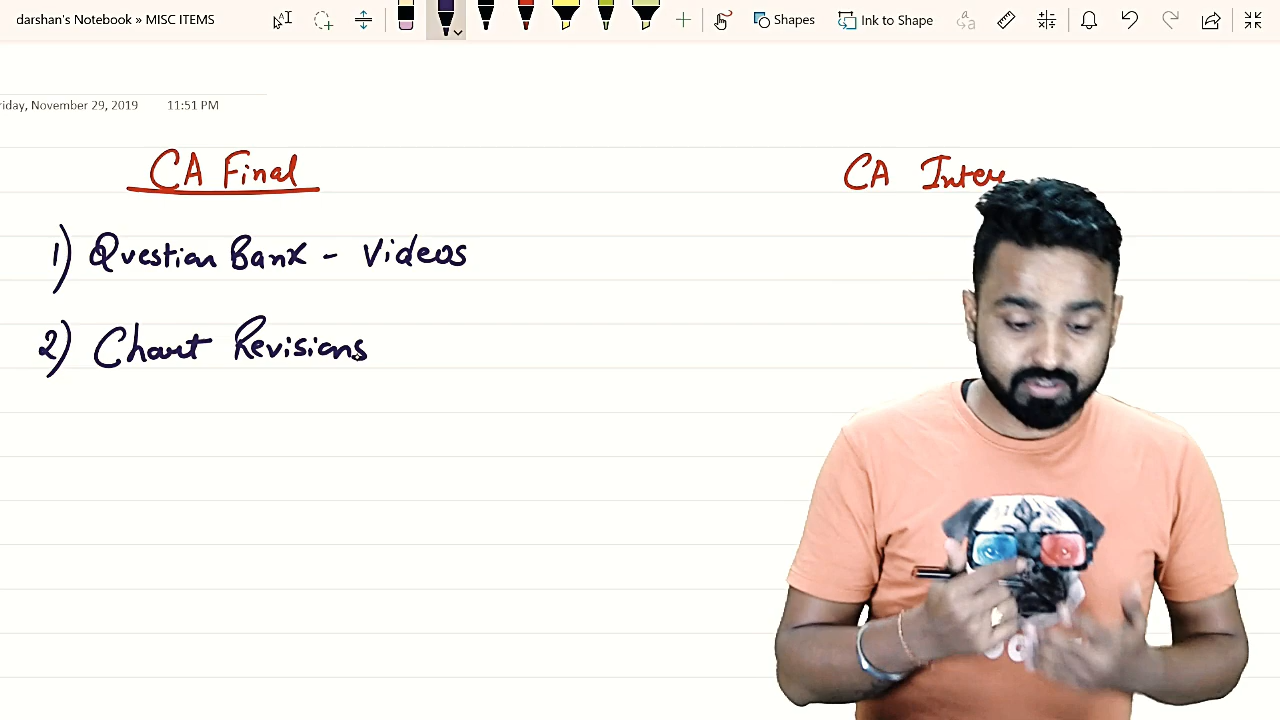 darshan's Notebook » MISC ITEMS
Shapes
Ink to Shape
riday, November 29, 2019 11:51 PM
CA Final
CA Inter
1) Question Bank - Videos
2) Chart Revisions